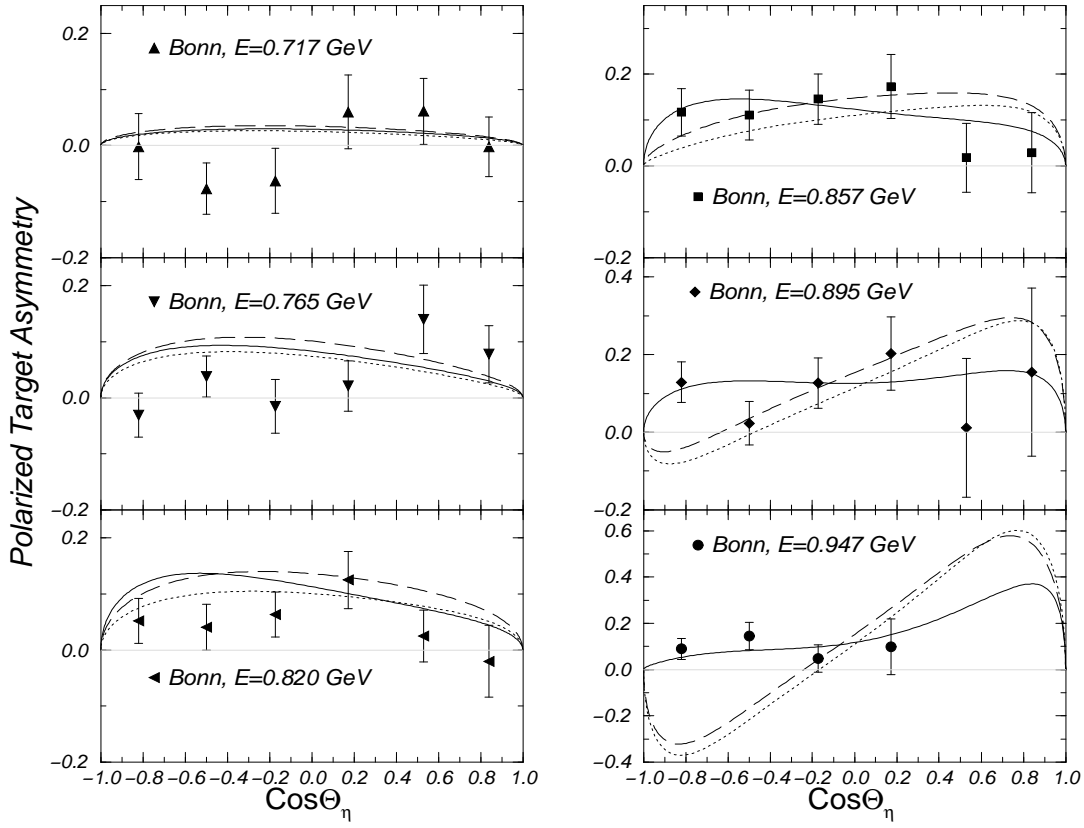 Polarized Target Asymmetry
0.2
Bonn, E=0.717 GeV
0.0
−0.2
0.2
Bonn, E=0.765 GeV
0.0
−0.2
0.2
0.0
Bonn, E=0.820 GeV
−0.2
−1.0 −0.8 −0.6 −0.4 −0.2 0.0 0.2 0.4 0.6 0.8 1.0
CosΘη
0.2
0.0
Bonn, E=0.857 GeV
−0.2
0.4
Bonn, E=0.895 GeV
0.2
0.0
−0.2
0.6
Bonn, E=0.947 GeV
0.4
0.2
0.0
−0.2
−0.4
−1.0 −0.8 −0.6 −0.4 −0.2 0.0 0.2 0.4 0.6 0.8 1.0
CosΘη